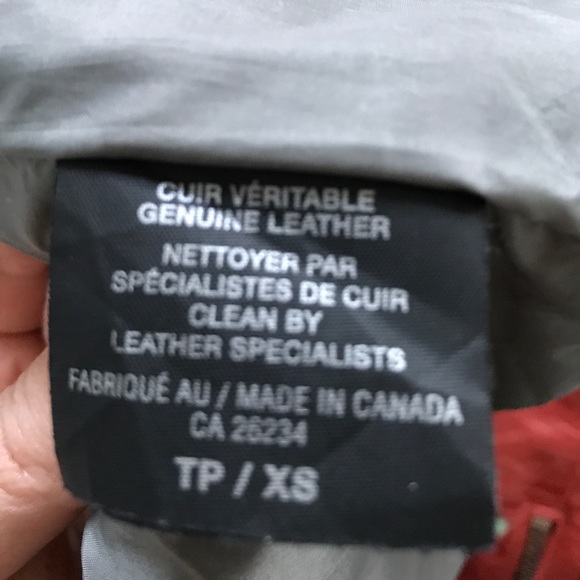 CUIR VÉRITABLE
GENUINE LEATHER
NETTOYER PAR
SPÉCIALISTES DE CUIR
CLEAN BY
LEATHER SPECIALISTS
FABRIQUÉ AU / MADE IN CANADA
CA 26234
TP / XS